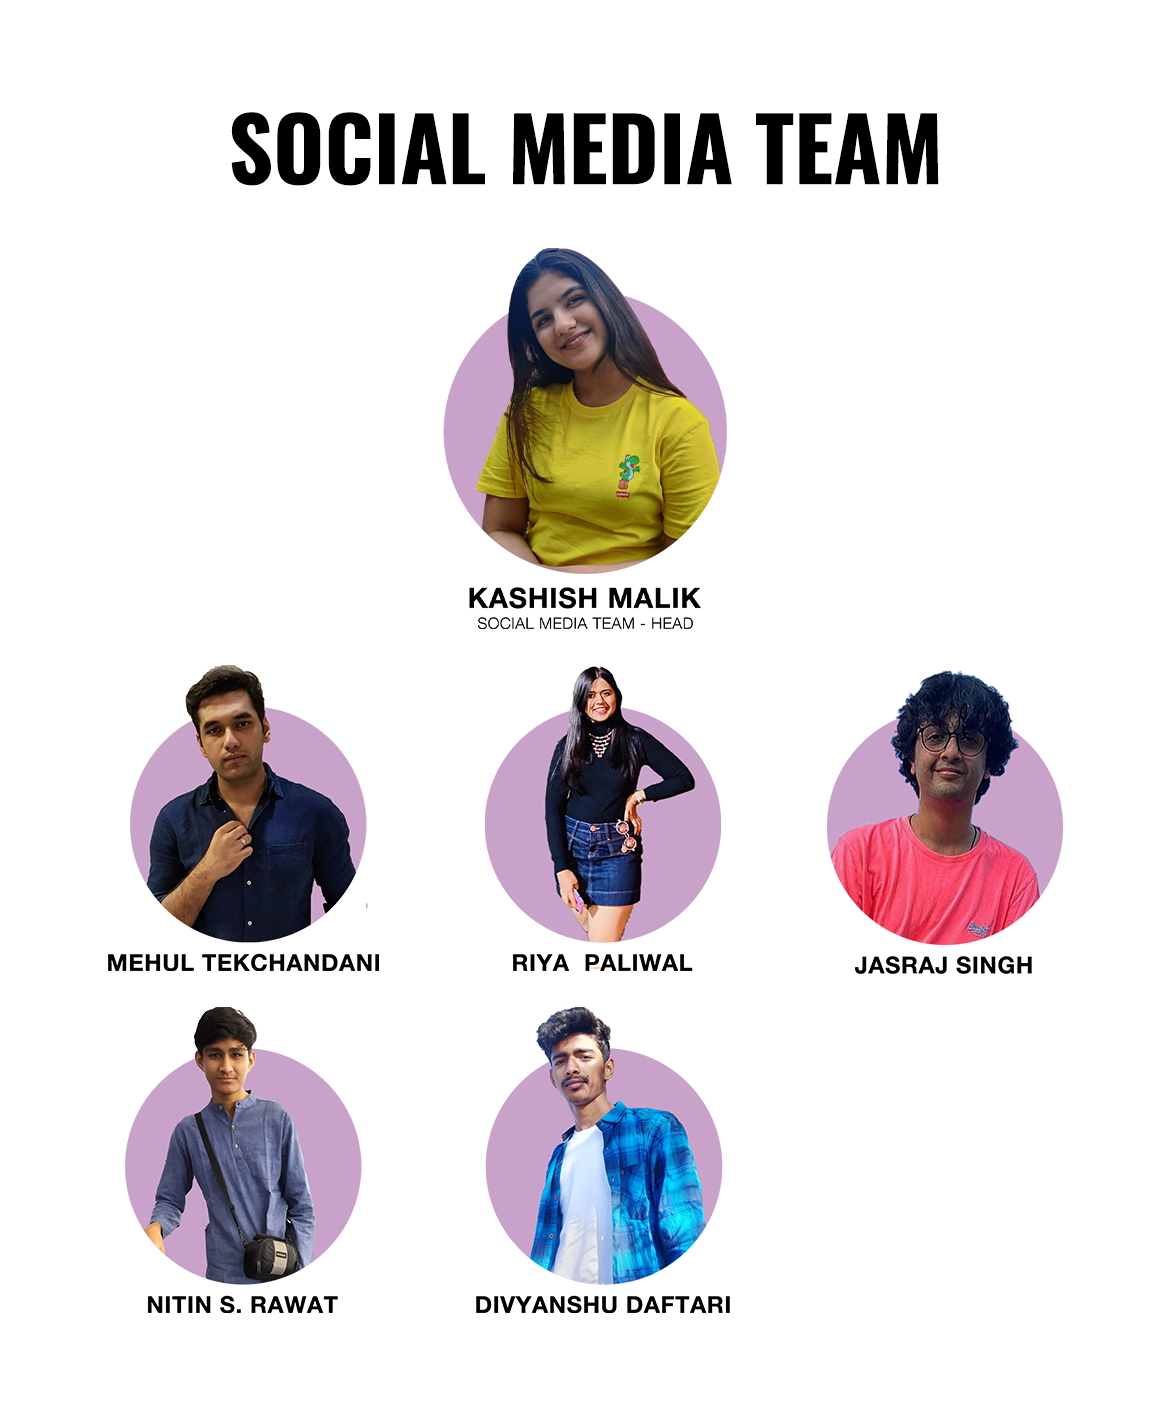 SOCIAL MEDIA TEAM
KASHISH MALIK
SOCIAL MEDIA TEAM - HEAD
MEHUL TEKCHANDANI
RIYA PALIWAL
JASRAJ SINGH
NITIN S. RAWAT
DIVYANSHU DAFTARI